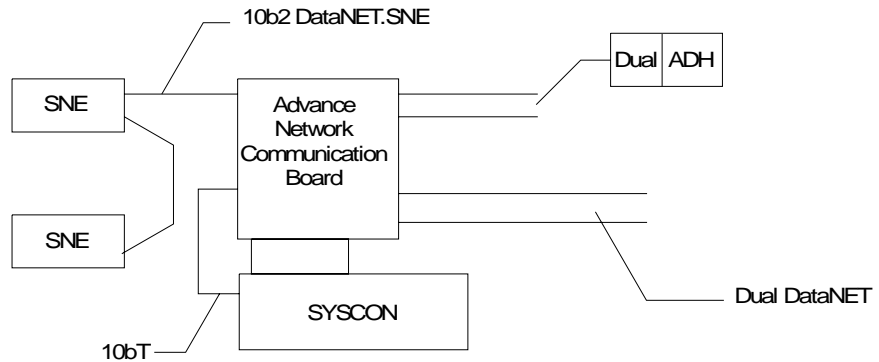 10b2 DataNET.SNE
Dual ADH
SNE
Advance
Network
Communication
Board
SNE
Dual DataNET
SYSCON
10bT